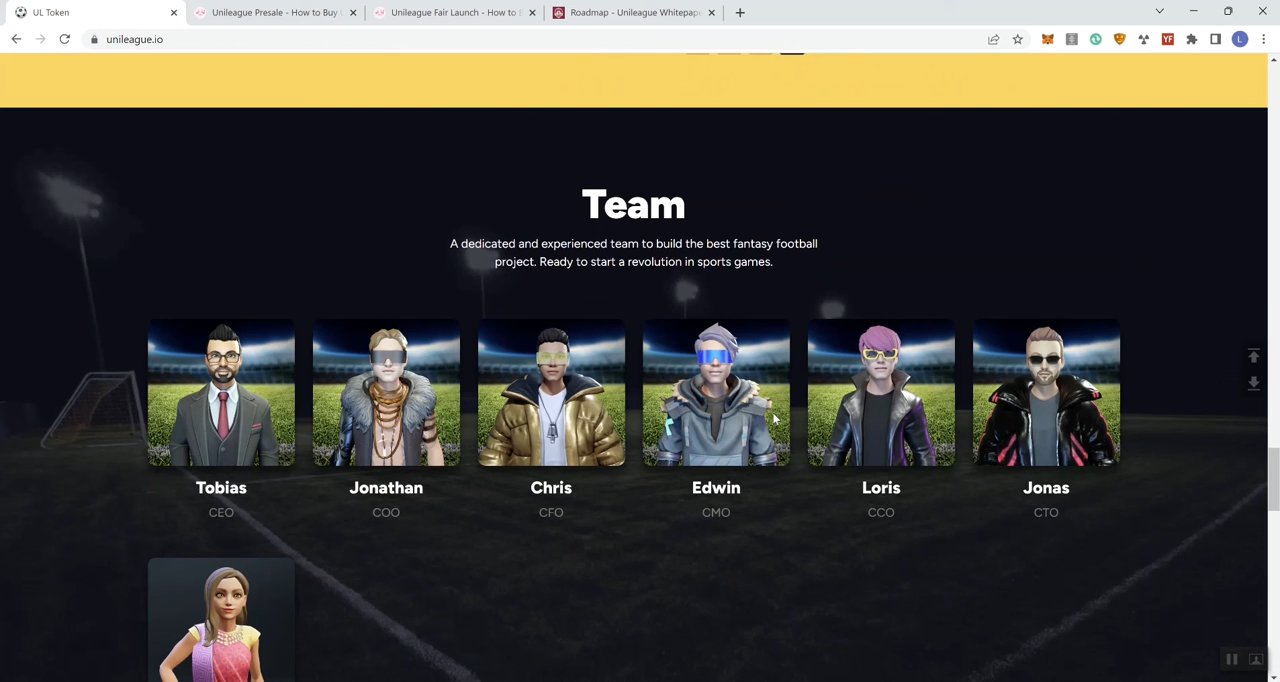 UL Token
Unileague Presale - How to Buy
Unileague Fair Launch - How to B
Roadmap - Unileague Whitepape
unileague.io
YF
L
Team
A dedicated and experienced team to build the best fantasy football
project. Ready to start a revolution in sports games.
Tobias
Jonathan
Chris
Edwin
Loris
Jonas
CEO
COO
CFO
CMO
CCO
CTO